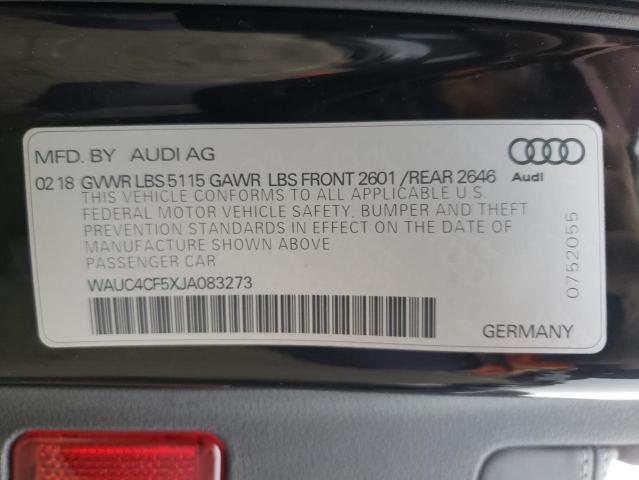 MFD. BY AUDI AG
Audi
02 18 GVWR LBS 5115 GAWR LBS FRONT 2601 /REAR 2646
THIS VEHICLE CONFORMS TO ALL APPLICABLE U.S.
FEDERAL MOTOR VEHICLE SAFETY, BUMPER AND THEFT
PREVENTION STANDARDS IN EFFECT ON THE DATE OF
MANUFACTURE SHOWN ABOVE
PASSENGER CAR
WAUC4CF5XJA083273
GERMANY
0752055